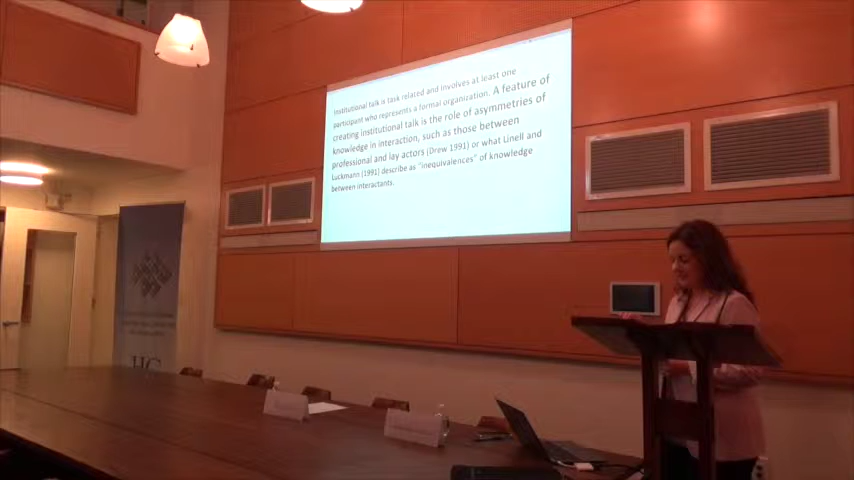 Institutional talk is task related and involves at least one
participant who represents a formal organization. A feature of
creating institutional talk is the role of asymmetries of
knowledge in interaction, such as those between
professional and lay actors (Drew 1991) or what Linell and
Luckmann (1991) describe as "inequivalences" of knowledge
between interactants.